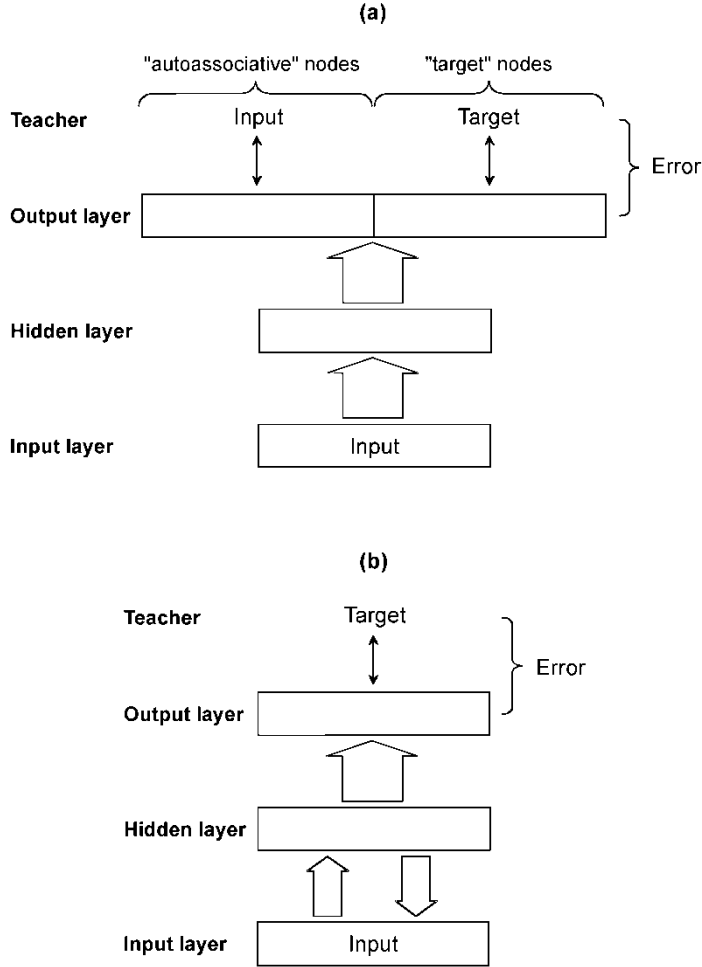 (a)
"autoassociative" nodes
"target" nodes
Teacher
Input
Target
Error
Output layer
Hidden layer
Input layer
Input
(b)
Teacher
Target
Error
Output layer
Hidden layer
Input layer
Input